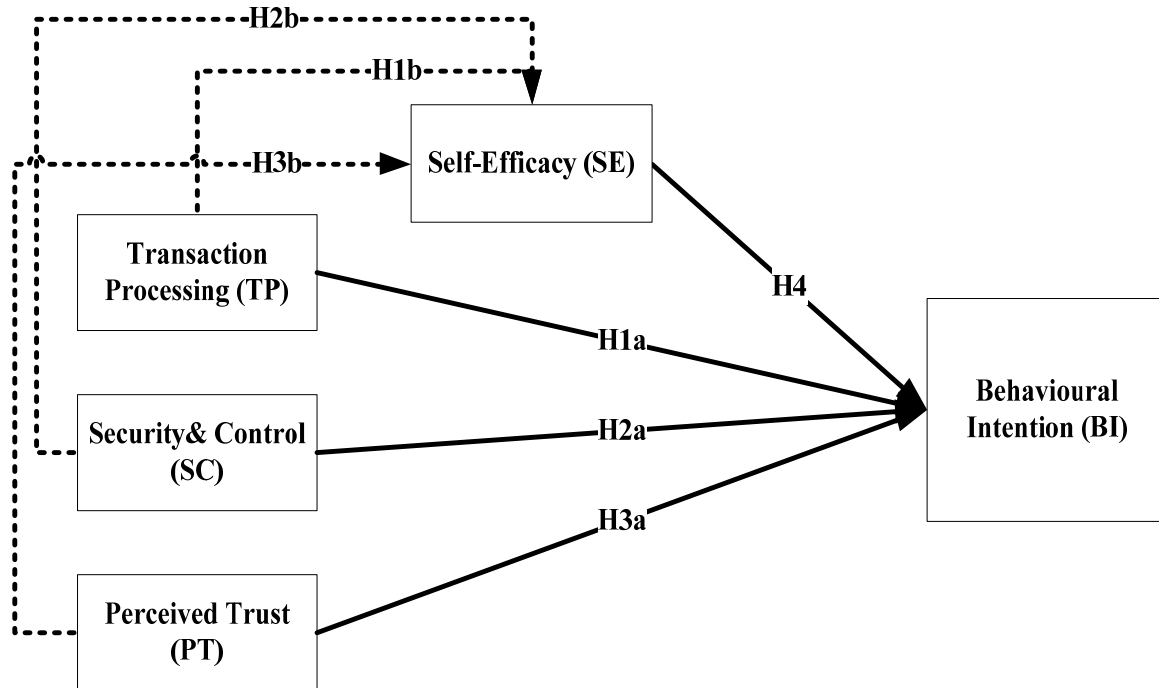 H2b
H1b
H3b
Self-Efficacy (SE)
Transaction
Processing (TP)
H4
H1a
Behavioural
Intention (BI)
Security& Control
(SC)
H2a
H3a
Perceived Trust
(PT)